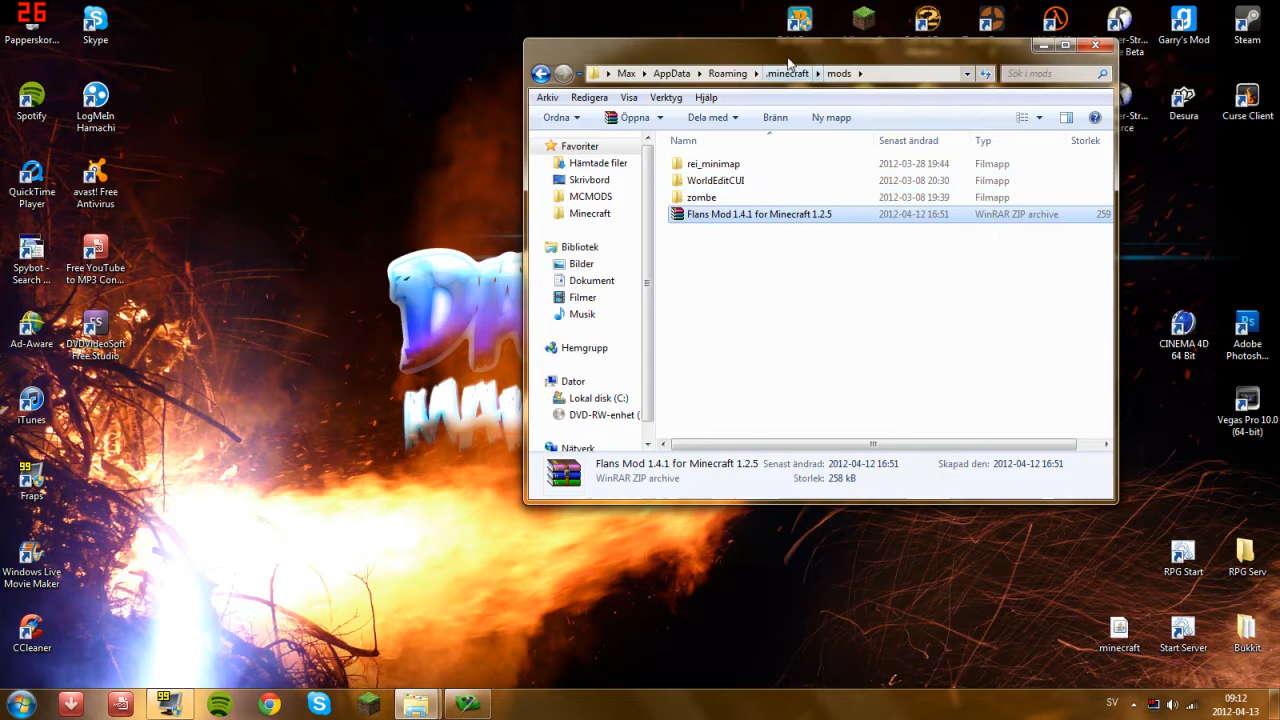 26
Papperskor...
Skype
Spotify
LogMeIn
Hamachi
QuickTime
Player
avast! Free
Antivirus
Spybot -
Search ...
Free YouTube
to MP3 Con...
Ad-Aware
DVDVideoSoft
Free Studio
iTunes
99
Fraps
Windows Live
Movie Maker
CCleaner
Garry's Mod
Steam
Beta
Desura
Curse Client
CINEMA 4D
64 Bit
Adobe
Photosh...
Vegas Pro 10.0
(64-bit)
RPG Start
RPG Serv
.minecraft
Start Server
Bukkit
Max
AppData
Roaming
.minecraft
mods
Sök i mods
Arkiv
Redigera
Visa
Verktyg
Hjälp
Ordna
Öppna
Dela med
Bränn
Ny mapp
Favoriter
Hämtade filer
Skrivbord
MCMODS
Minecraft
Bibliotek
Bilder
Dokument
Filmer
Musik
Hemgrupp
Dator
Lokal disk (C:)
DVD-RW-enhet (
Nätverk
Namn
Senast ändrad
Typ
Storlek
rei_minimap
2012-03-28 19:44
Filmapp
WorldEditCUI
2012-03-08 20:30
Filmapp
zombe
2012-03-08 19:39
Filmapp
Flans Mod 1.4.1 for Minecraft 1.2.5
2012-04-12 16:51
WinRAR ZIP archive
259
Flans Mod 1.4.1 for Minecraft 1.2.5
Senast ändrad: 2012-04-12 16:51
Skapad den: 2012-04-12 16:51
WinRAR ZIP archive
Storlek: 258 kB
99
SV
09:12
2012-04-13